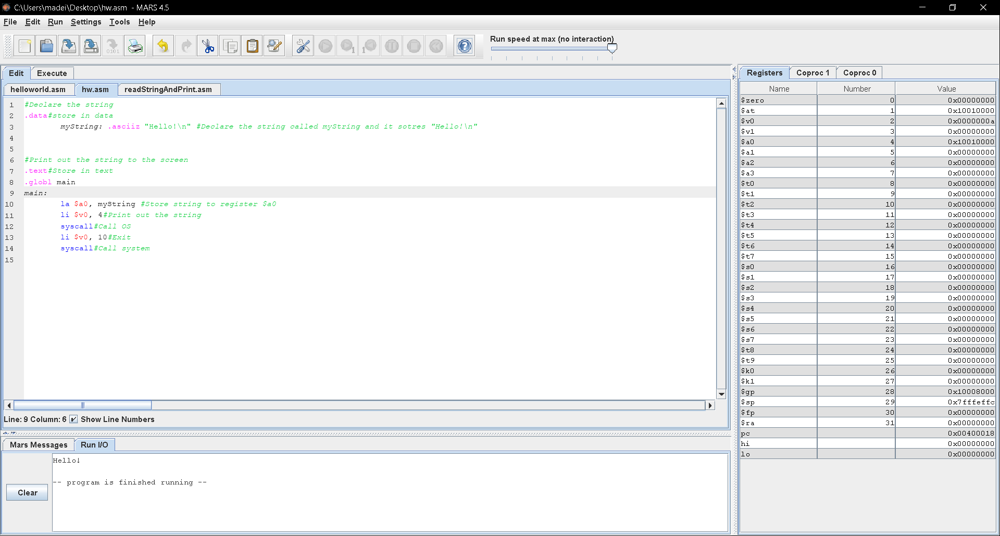 C:\Users\madei\Desktop\hw.asm - MARS 4.5
File Edit Run Settings Tools Help
Run speed at max (no interaction)
Edit Execute
helloworld.asm hw.asm readStringAndPrint.asm
1 #Declare the string
2 .data#store in data
3 myString: .asciiz "Hello!\n" #Declare the string called myString and it sotres "Hello!\n"
4
5
6 #Print out the string to the screen
7 .text#Store in text
8 .globl main
9 main:
10 la $a0, myString #Store string to register $a0
11 li $v0, 4#Print out the string
12 syscall#Call OS
13 li $v0, 10#Exit
14 syscall#Call system
15
Line: 9 Column: 6 Show Line Numbers
Mars Messages Run I/O
Clear
Hello!
-- program is finished running --
Registers Coproc 1 Coproc 0
Name Number Value
$zero 0 0x00000000
$at 1 0x10010000
$v0 2 0x0000000a
$v1 3 0x00000000
$a0 4 0x10010000
$a1 5 0x00000000
$a2 6 0x00000000
$a3 7 0x00000000
$t0 8 0x00000000
$t1 9 0x00000000
$t2 10 0x00000000
$t3 11 0x00000000
$t4 12 0x00000000
$t5 13 0x00000000
$t6 14 0x00000000
$t7 15 0x00000000
$s0 16 0x00000000
$s1 17 0x00000000
$s2 18 0x00000000
$s3 19 0x00000000
$s4 20 0x00000000
$s5 21 0x00000000
$s6 22 0x00000000
$s7 23 0x00000000
$t8 24 0x00000000
$t9 25 0x00000000
$k0 26 0x00000000
$k1 27 0x00000000
$gp 28 0x10008000
$sp 29 0x7fffeffc
$fp 30 0x00000000
$ra 31 0x00000000
pc 0x00400018
hi 0x00000000
lo 0x00000000